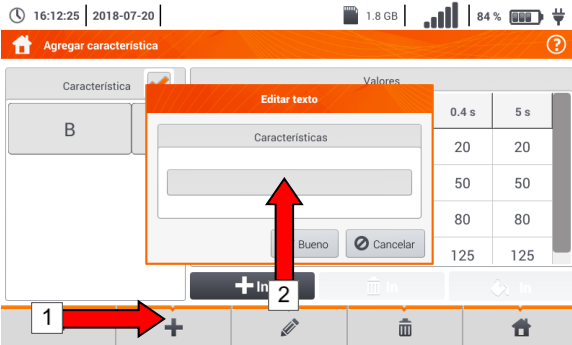 16:12:25 2018-07-20 1.8 GB 84 %
Agregar característica ?
Característica Valores
Editar texto
0.4 s 5 s
B
Características
20 20
50 50
80 80
Bueno Cancelar
125 125
In In In
2
1